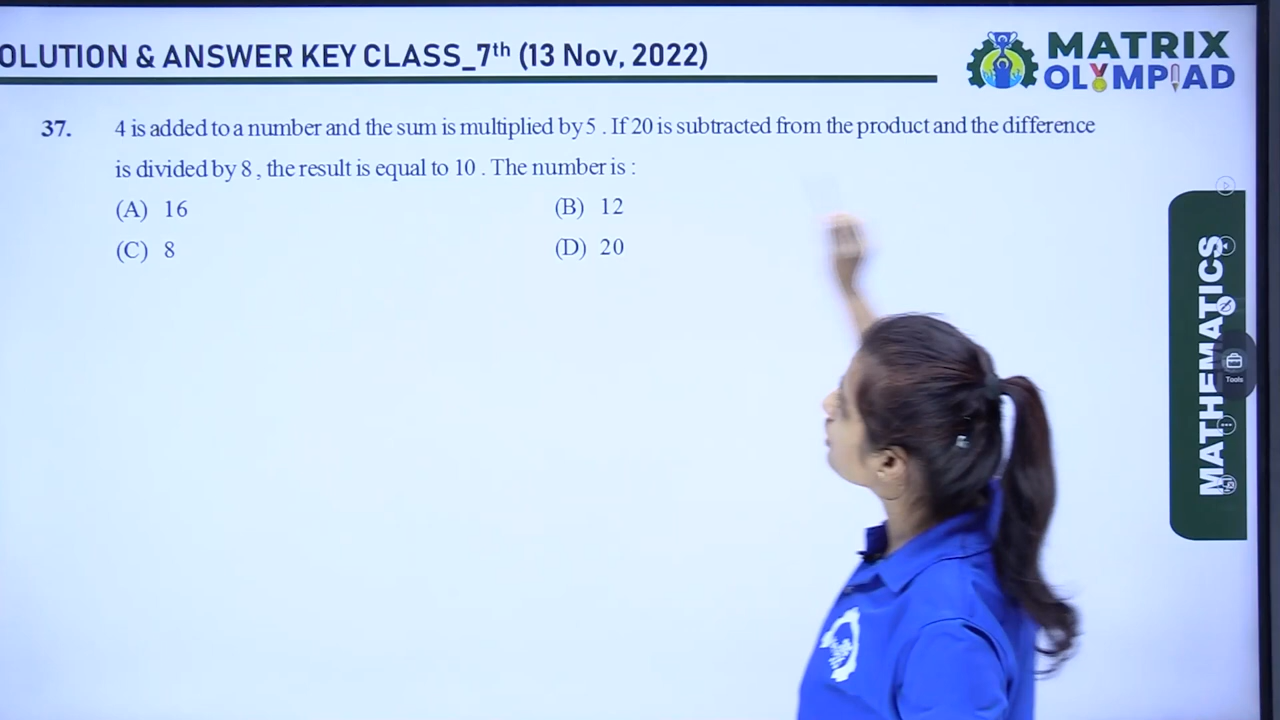 OLUTION & ANSWER KEY CLASS_7th (13 Nov, 2022)
MATRIX
OLYMPIAD
37. 4 is added to a number and the sum is multiplied by 5 . If 20 is subtracted from the product and the difference
is divided by 8 , the result is equal to 10 . The number is :
(A) 16 (B) 12
(C) 8 (D) 20
MATHEMATICS
Tools